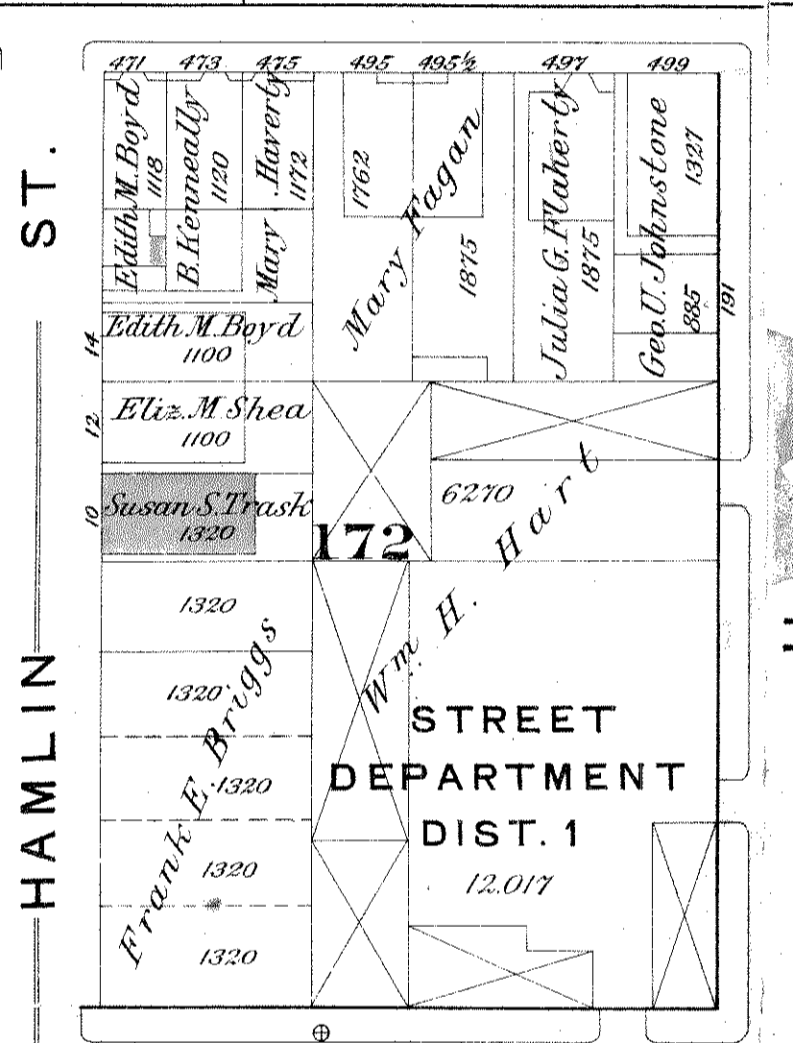 471 473 475 495 495½ 497 499
HAMLIN ST.
Edith M. Boyd
1118
B. Kenneally
1120
Mary Haverty
1172
1762
Mary Fagan
1875
Julia G. Flaherty
1875
Geo. U. Johnstone
1327
885
191
14
Edith M. Boyd
1100
12
Eliz. M Shea
1100
10
Susan S. Trask
1320
172
6270
Wm. H. Hart
Frank E. Briggs
1320
1320
1320
1320
1320
STREET
DEPARTMENT
DIST. 1
12.017